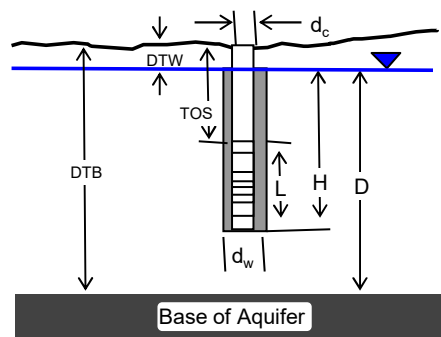 d_c
DTW
TOS
DTB
L
H
D
d_w
Base of Aquifer